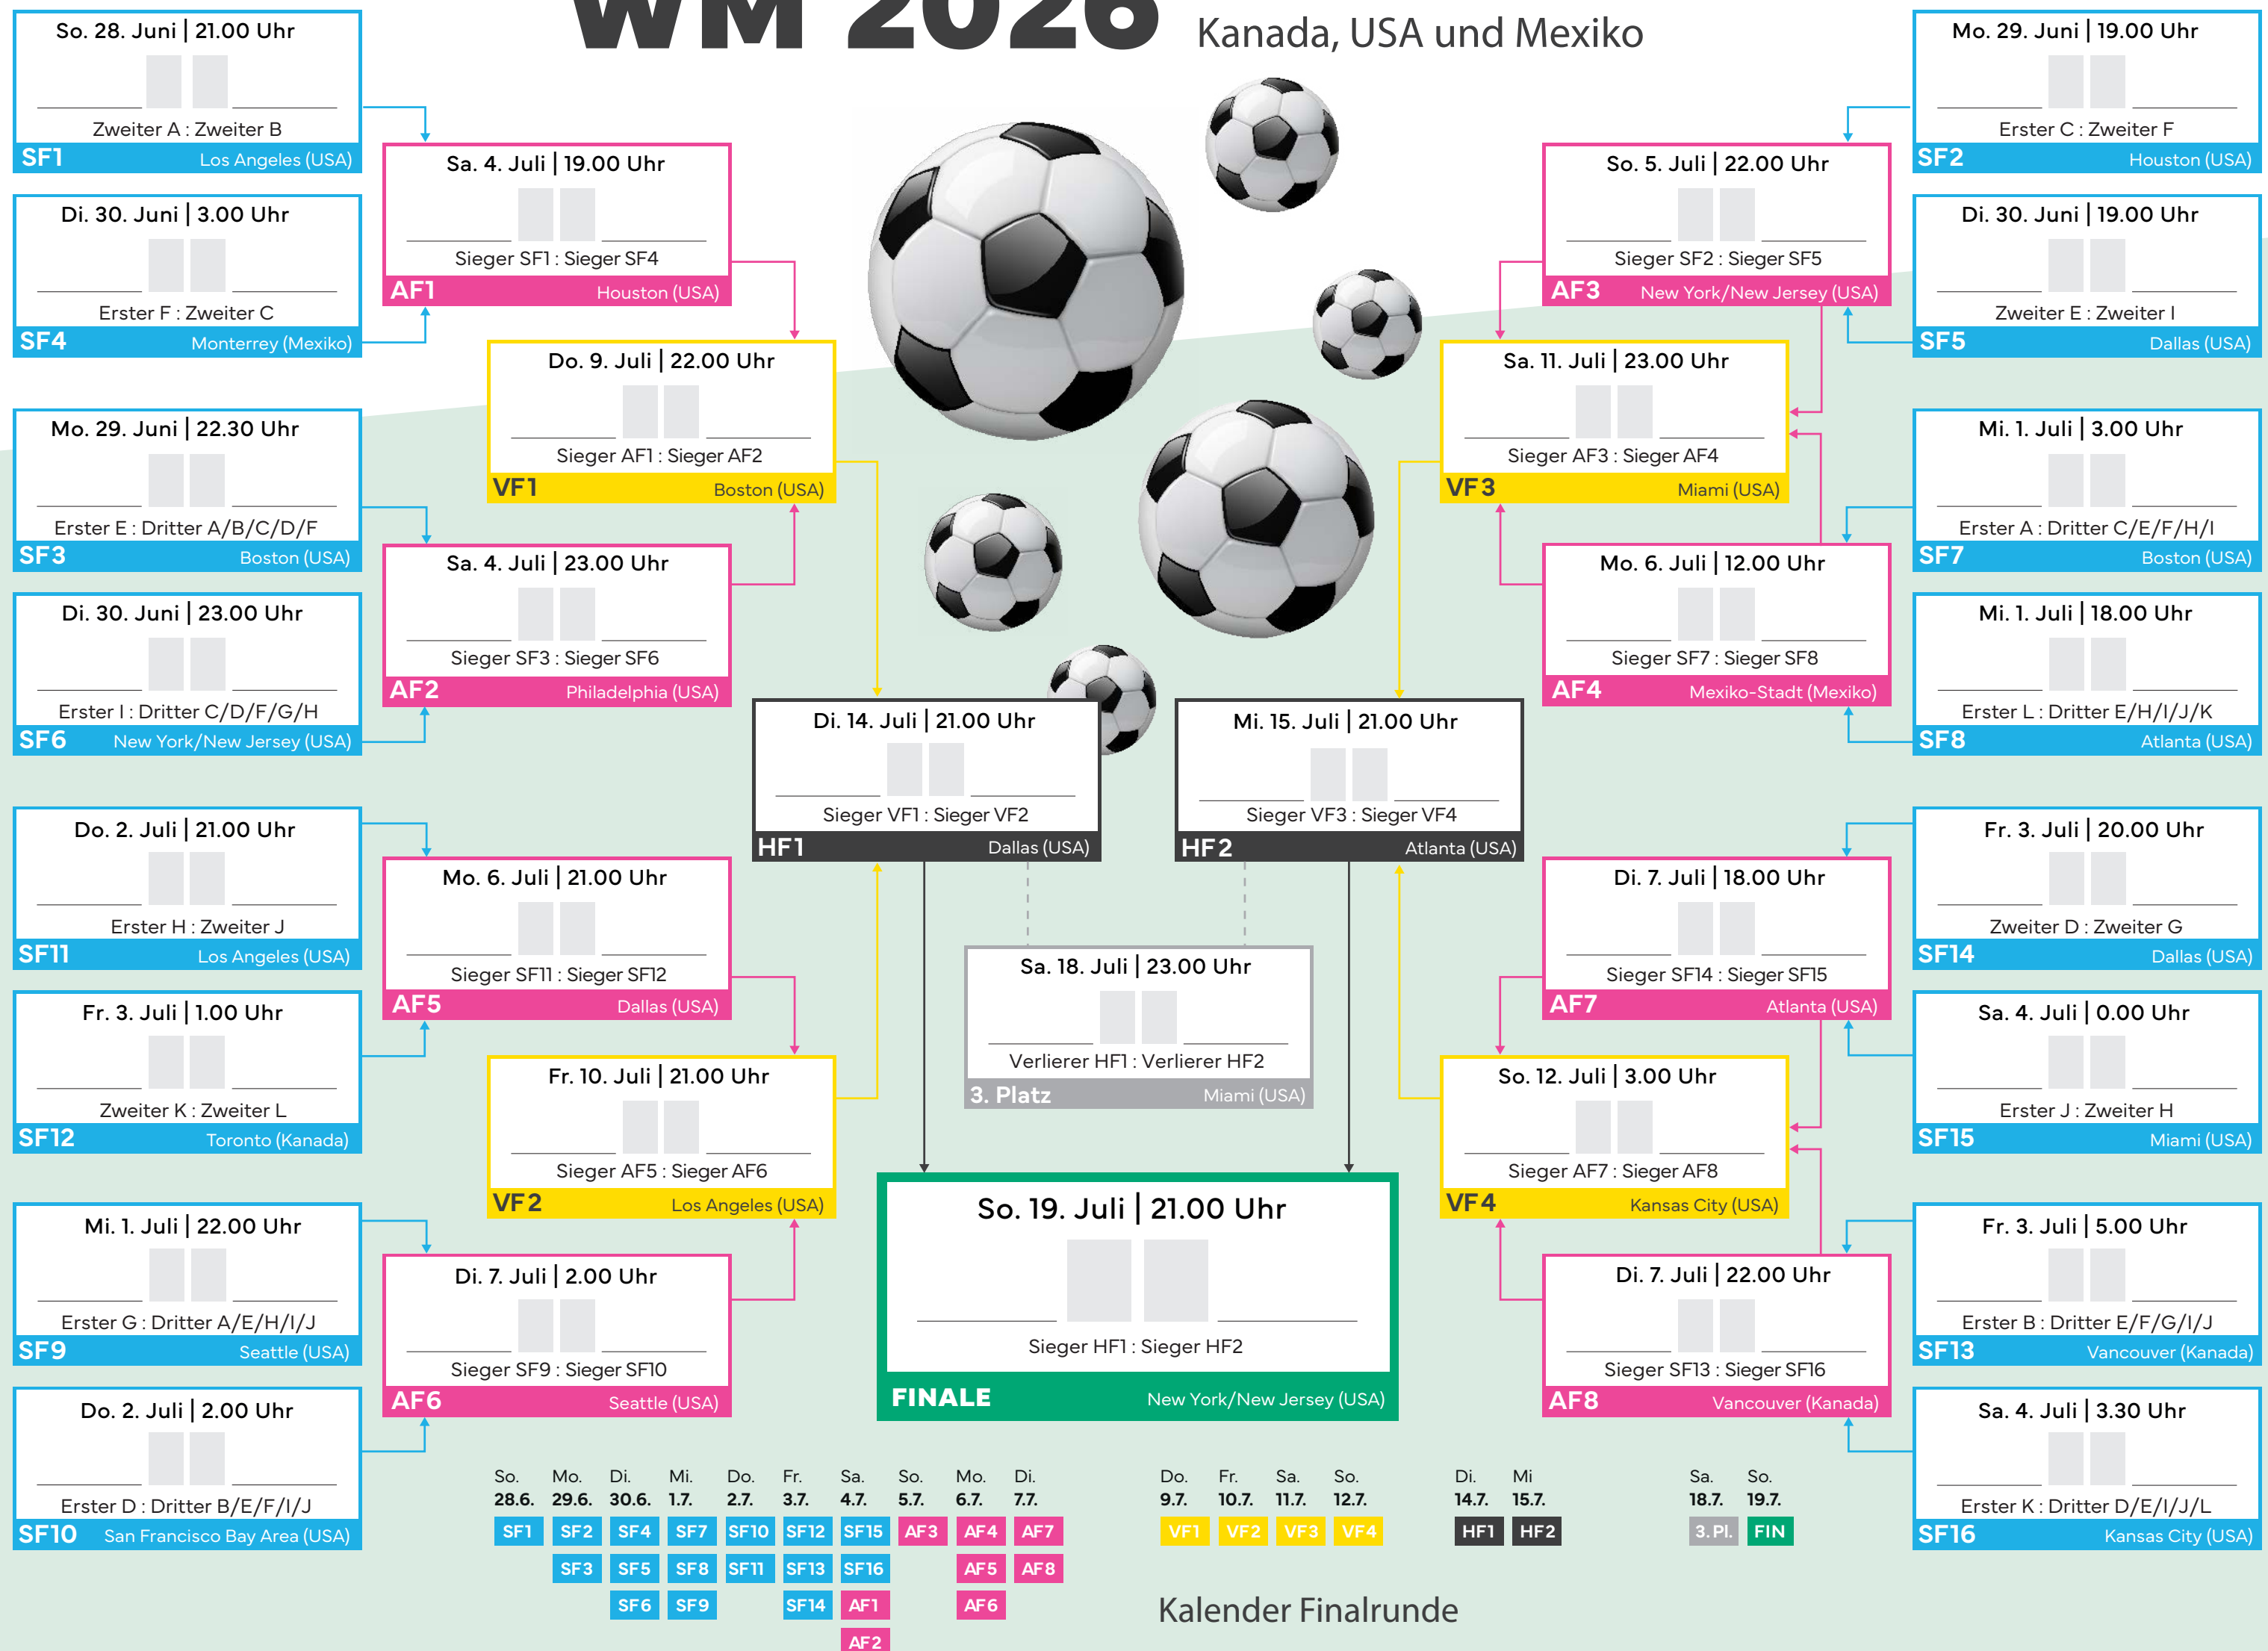 WM 2026 Kanada, USA und Mexiko
So. 28. Juni | 21.00 Uhr
Zweiter A : Zweiter B
SF1 Los Angeles (USA)
Di. 30. Juni | 3.00 Uhr
Erster F : Zweiter C
SF4 Monterrey (Mexiko)
Mo. 29. Juni | 22.30 Uhr
Erster E : Dritter A/B/C/D/F
SF3 Boston (USA)
Di. 30. Juni | 23.00 Uhr
Erster I : Dritter C/D/F/G/H
SF6 New York/New Jersey (USA)
Do. 2. Juli | 21.00 Uhr
Erster H : Zweiter J
SF11 Los Angeles (USA)
Fr. 3. Juli | 1.00 Uhr
Zweiter K : Zweiter L
SF12 Toronto (Kanada)
Mi. 1. Juli | 22.00 Uhr
Erster G : Dritter A/E/H/I/J
SF9 Seattle (USA)
Do. 2. Juli | 2.00 Uhr
Erster D : Dritter B/E/F/I/J
SF10 San Francisco Bay Area (USA)
Sa. 4. Juli | 19.00 Uhr
Sieger SF1 : Sieger SF4
AF1 Houston (USA)
Sa. 4. Juli | 23.00 Uhr
Sieger SF3 : Sieger SF6
AF2 Philadelphia (USA)
Mo. 6. Juli | 21.00 Uhr
Sieger SF11 : Sieger SF12
AF5 Dallas (USA)
Di. 7. Juli | 2.00 Uhr
Sieger SF9 : Sieger SF10
AF6 Seattle (USA)
Do. 9. Juli | 22.00 Uhr
Sieger AF1 : Sieger AF2
VF1 Boston (USA)
Fr. 10. Juli | 21.00 Uhr
Sieger AF5 : Sieger AF6
VF2 Los Angeles (USA)
Di. 14. Juli | 21.00 Uhr
Sieger VF1 : Sieger VF2
HF1 Dallas (USA)
Mi. 15. Juli | 21.00 Uhr
Sieger VF3 : Sieger VF4
HF2 Atlanta (USA)
Sa. 18. Juli | 23.00 Uhr
Verlierer HF1 : Verlierer HF2
3. Platz Miami (USA)
So. 19. Juli | 21.00 Uhr
Sieger HF1 : Sieger HF2
FINALE New York/New Jersey (USA)
Sa. 11. Juli | 23.00 Uhr
Sieger AF3 : Sieger AF4
VF3 Miami (USA)
So. 12. Juli | 3.00 Uhr
Sieger AF7 : Sieger AF8
VF4 Kansas City (USA)
So. 5. Juli | 22.00 Uhr
Sieger SF2 : Sieger SF5
AF3 New York/New Jersey (USA)
Mo. 6. Juli | 12.00 Uhr
Sieger SF7 : Sieger SF8
AF4 Mexiko-Stadt (Mexiko)
Di. 7. Juli | 18.00 Uhr
Sieger SF14 : Sieger SF15
AF7 Atlanta (USA)
Di. 7. Juli | 22.00 Uhr
Sieger SF13 : Sieger SF16
AF8 Vancouver (Kanada)
Mo. 29. Juni | 19.00 Uhr
Erster C : Zweiter F
SF2 Houston (USA)
Di. 30. Juni | 19.00 Uhr
Zweiter E : Zweiter I
SF5 Dallas (USA)
Mi. 1. Juli | 3.00 Uhr
Erster A : Dritter C/E/F/H/I
SF7 Boston (USA)
Mi. 1. Juli | 18.00 Uhr
Erster L : Dritter E/H/I/J/K
SF8 Atlanta (USA)
Fr. 3. Juli | 20.00 Uhr
Zweiter D : Zweiter G
SF14 Dallas (USA)
Sa. 4. Juli | 0.00 Uhr
Erster J : Zweiter H
SF15 Miami (USA)
Fr. 3. Juli | 5.00 Uhr
Erster B : Dritter E/F/G/I/J
SF13 Vancouver (Kanada)
Sa. 4. Juli | 3.30 Uhr
Erster K : Dritter D/E/I/J/L
SF16 Kansas City (USA)
So. Mo. Di. Mi. Do. Fr. Sa. So. Mo. Di. Do. Fr. Sa. So. Di. Mi Sa. So.
28.6. 29.6. 30.6. 1.7. 2.7. 3.7. 4.7. 5.7. 6.7. 7.7. 9.7. 10.7. 11.7. 12.7. 14.7. 15.7. 18.7. 19.7.
SF1 SF2 SF4 SF7 SF10 SF12 SF15 AF3 AF4 AF7 VF1 VF2 VF3 VF4 HF1 HF2 3. Pl. FIN
SF3 SF5 SF8 SF11 SF13 SF16 AF5 AF8
SF6 SF9 SF14 AF1 AF6
AF2
Kalender Finalrunde